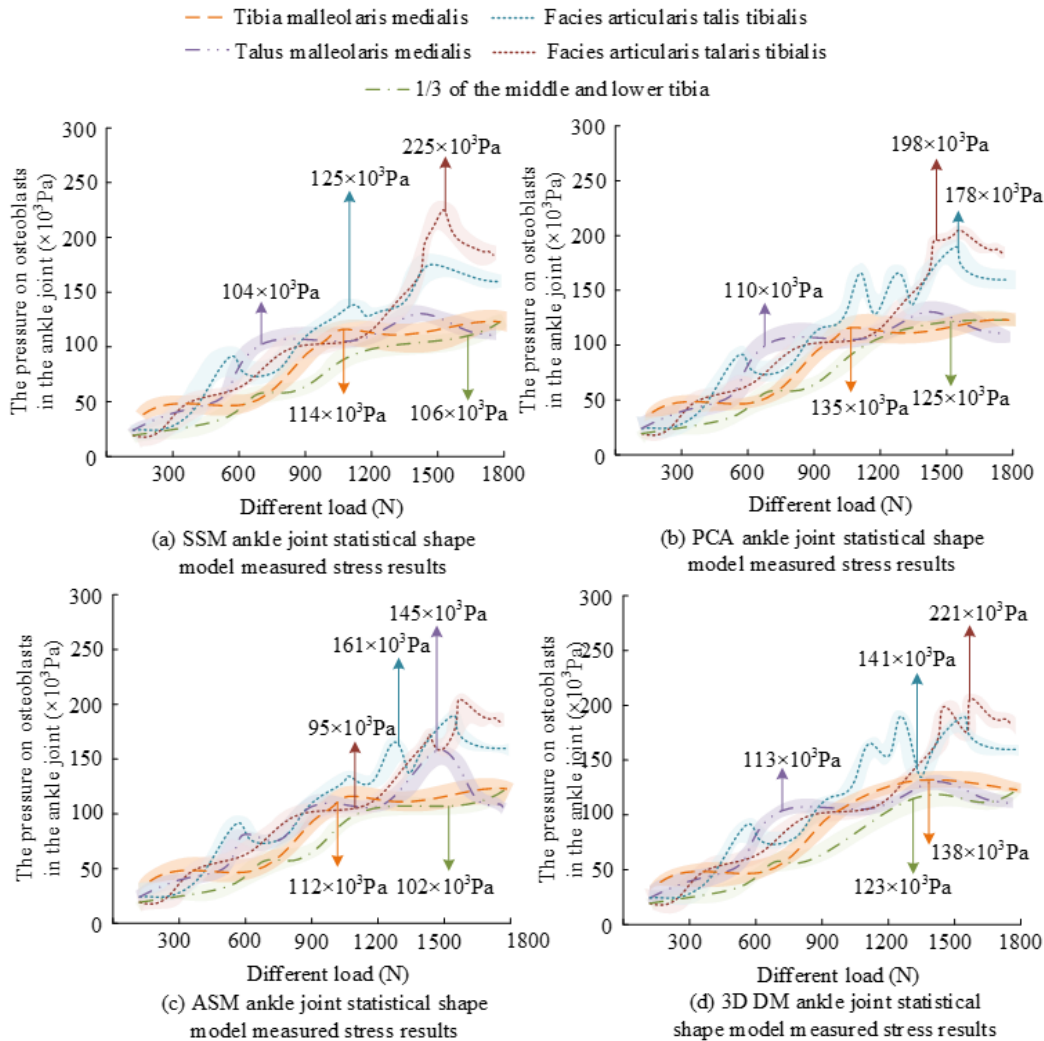 Tibia malleolaris medialis
Facies articularis talis tibialis
Talus malleolaris medialis
Facies articularis talaris tibialis
1/3 of the middle and lower tibia
The pressure on osteoblasts
in the ankle joint (×10³Pa)
300
250
200
150
100
50
0
225×10³Pa
125×10³Pa
104×10³Pa
114×10³Pa
106×10³Pa
300 600 900 1200 1500 1800
Different load (N)
(a) SSM ankle joint statistical shape
model measured stress results
The pressure on osteoblasts
in the ankle joint (×10³Pa)
300
250
200
150
100
50
0
198×10³Pa
178×10³Pa
110×10³Pa
135×10³Pa
125×10³Pa
300 600 900 1200 1500 1800
Different load (N)
(b) PCA ankle joint statistical shape
model measured stress results
The pressure on osteoblasts
in the ankle joint (×10³Pa)
300
250
200
150
100
50
0
145×10³Pa
161×10³Pa
95×10³Pa
112×10³Pa
102×10³Pa
300 600 900 1200 1500 1800
Different load (N)
(c) ASM ankle joint statistical shape
model measured stress results
The pressure on osteoblasts
in the ankle joint (×10³Pa)
300
250
200
150
100
50
0
221×10³Pa
141×10³Pa
113×10³Pa
138×10³Pa
123×10³Pa
300 600 900 1200 1500 1800
Different load (N)
(d) 3D DM ankle joint statistical
shape model measured stress results